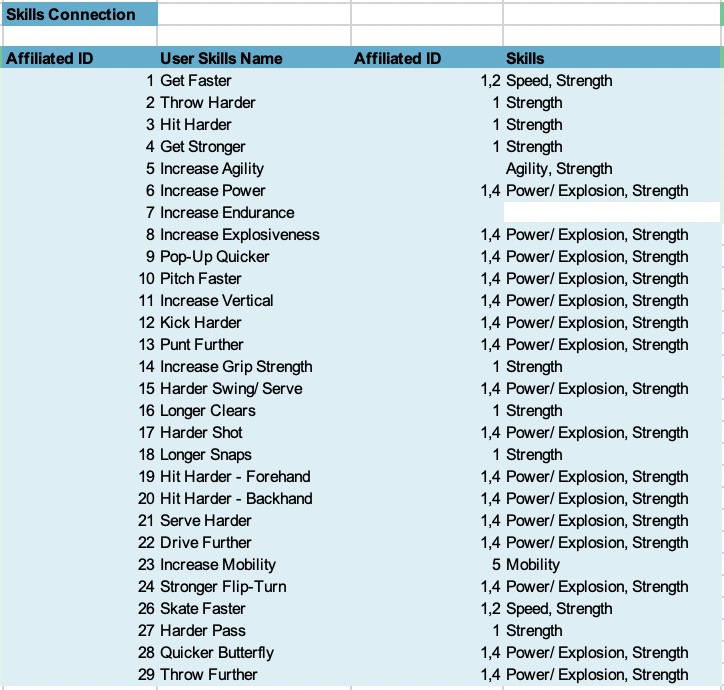 Skills Connection
Affiliated ID User Skills Name Affiliated ID Skills
1 Get Faster 1,2 Speed, Strength
2 Throw Harder 1 Strength
3 Hit Harder 1 Strength
4 Get Stronger 1 Strength
5 Increase Agility Agility, Strength
6 Increase Power 1,4 Power/ Explosion, Strength
7 Increase Endurance
8 Increase Explosiveness 1,4 Power/ Explosion, Strength
9 Pop-Up Quicker 1,4 Power/ Explosion, Strength
10 Pitch Faster 1,4 Power/ Explosion, Strength
11 Increase Vertical 1,4 Power/ Explosion, Strength
12 Kick Harder 1,4 Power/ Explosion, Strength
13 Punt Further 1,4 Power/ Explosion, Strength
14 Increase Grip Strength 1 Strength
15 Harder Swing/ Serve 1,4 Power/ Explosion, Strength
16 Longer Clears 1 Strength
17 Harder Shot 1,4 Power/ Explosion, Strength
18 Longer Snaps 1 Strength
19 Hit Harder - Forehand 1,4 Power/ Explosion, Strength
20 Hit Harder - Backhand 1,4 Power/ Explosion, Strength
21 Serve Harder 1,4 Power/ Explosion, Strength
22 Drive Further 1,4 Power/ Explosion, Strength
23 Increase Mobility 5 Mobility
24 Stronger Flip-Turn 1,4 Power/ Explosion, Strength
26 Skate Faster 1,2 Speed, Strength
27 Harder Pass 1 Strength
28 Quicker Butterfly 1,4 Power/ Explosion, Strength
29 Throw Further 1,4 Power/ Explosion, Strength